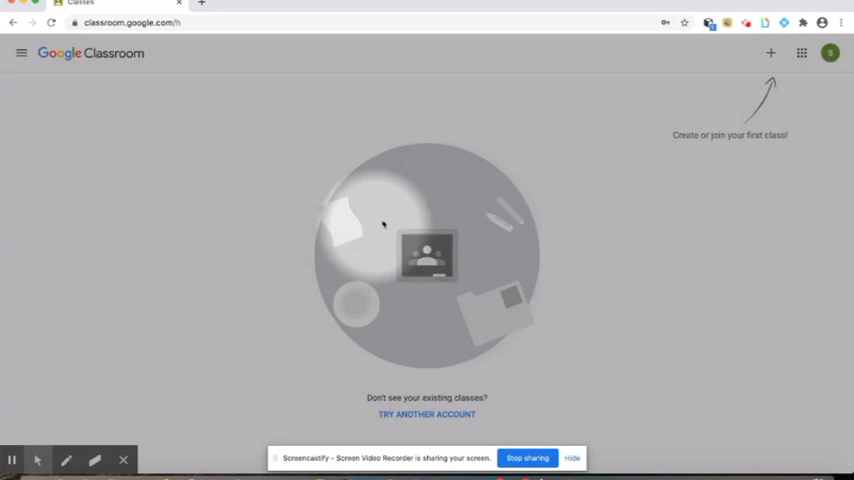 Classes
classroom.google.com/h
Google Classroom
S
Create or join your first class!
Don't see your existing classes?
TRY ANOTHER ACCOUNT
Screencastify - Screen Video Recorder is sharing your screen.
Stop sharing
Hide